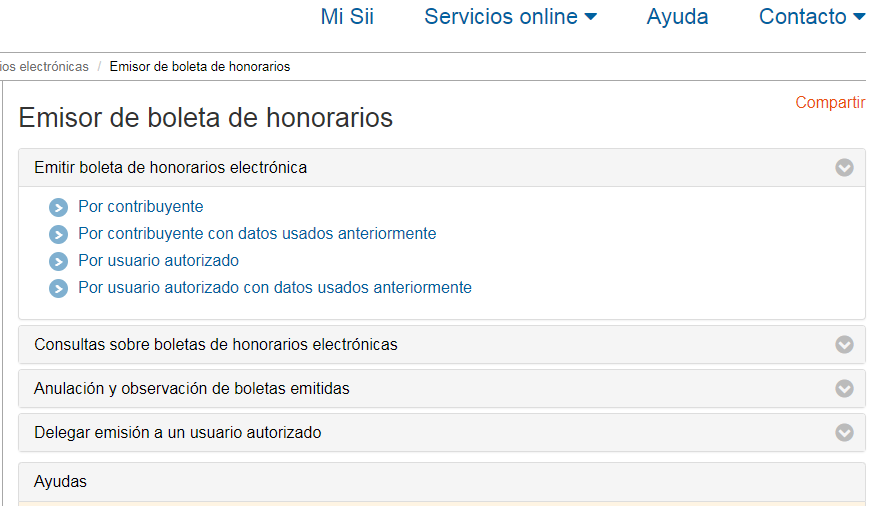 Mi Sii Servicios online Ayuda Contacto
ios electrónicas / Emisor de boleta de honorarios
Compartir
Emisor de boleta de honorarios
Emitir boleta de honorarios electrónica
Por contribuyente
Por contribuyente con datos usados anteriormente
Por usuario autorizado
Por usuario autorizado con datos usados anteriormente
Consultas sobre boletas de honorarios electrónicas
Anulación y observación de boletas emitidas
Delegar emisión a un usuario autorizado
Ayudas